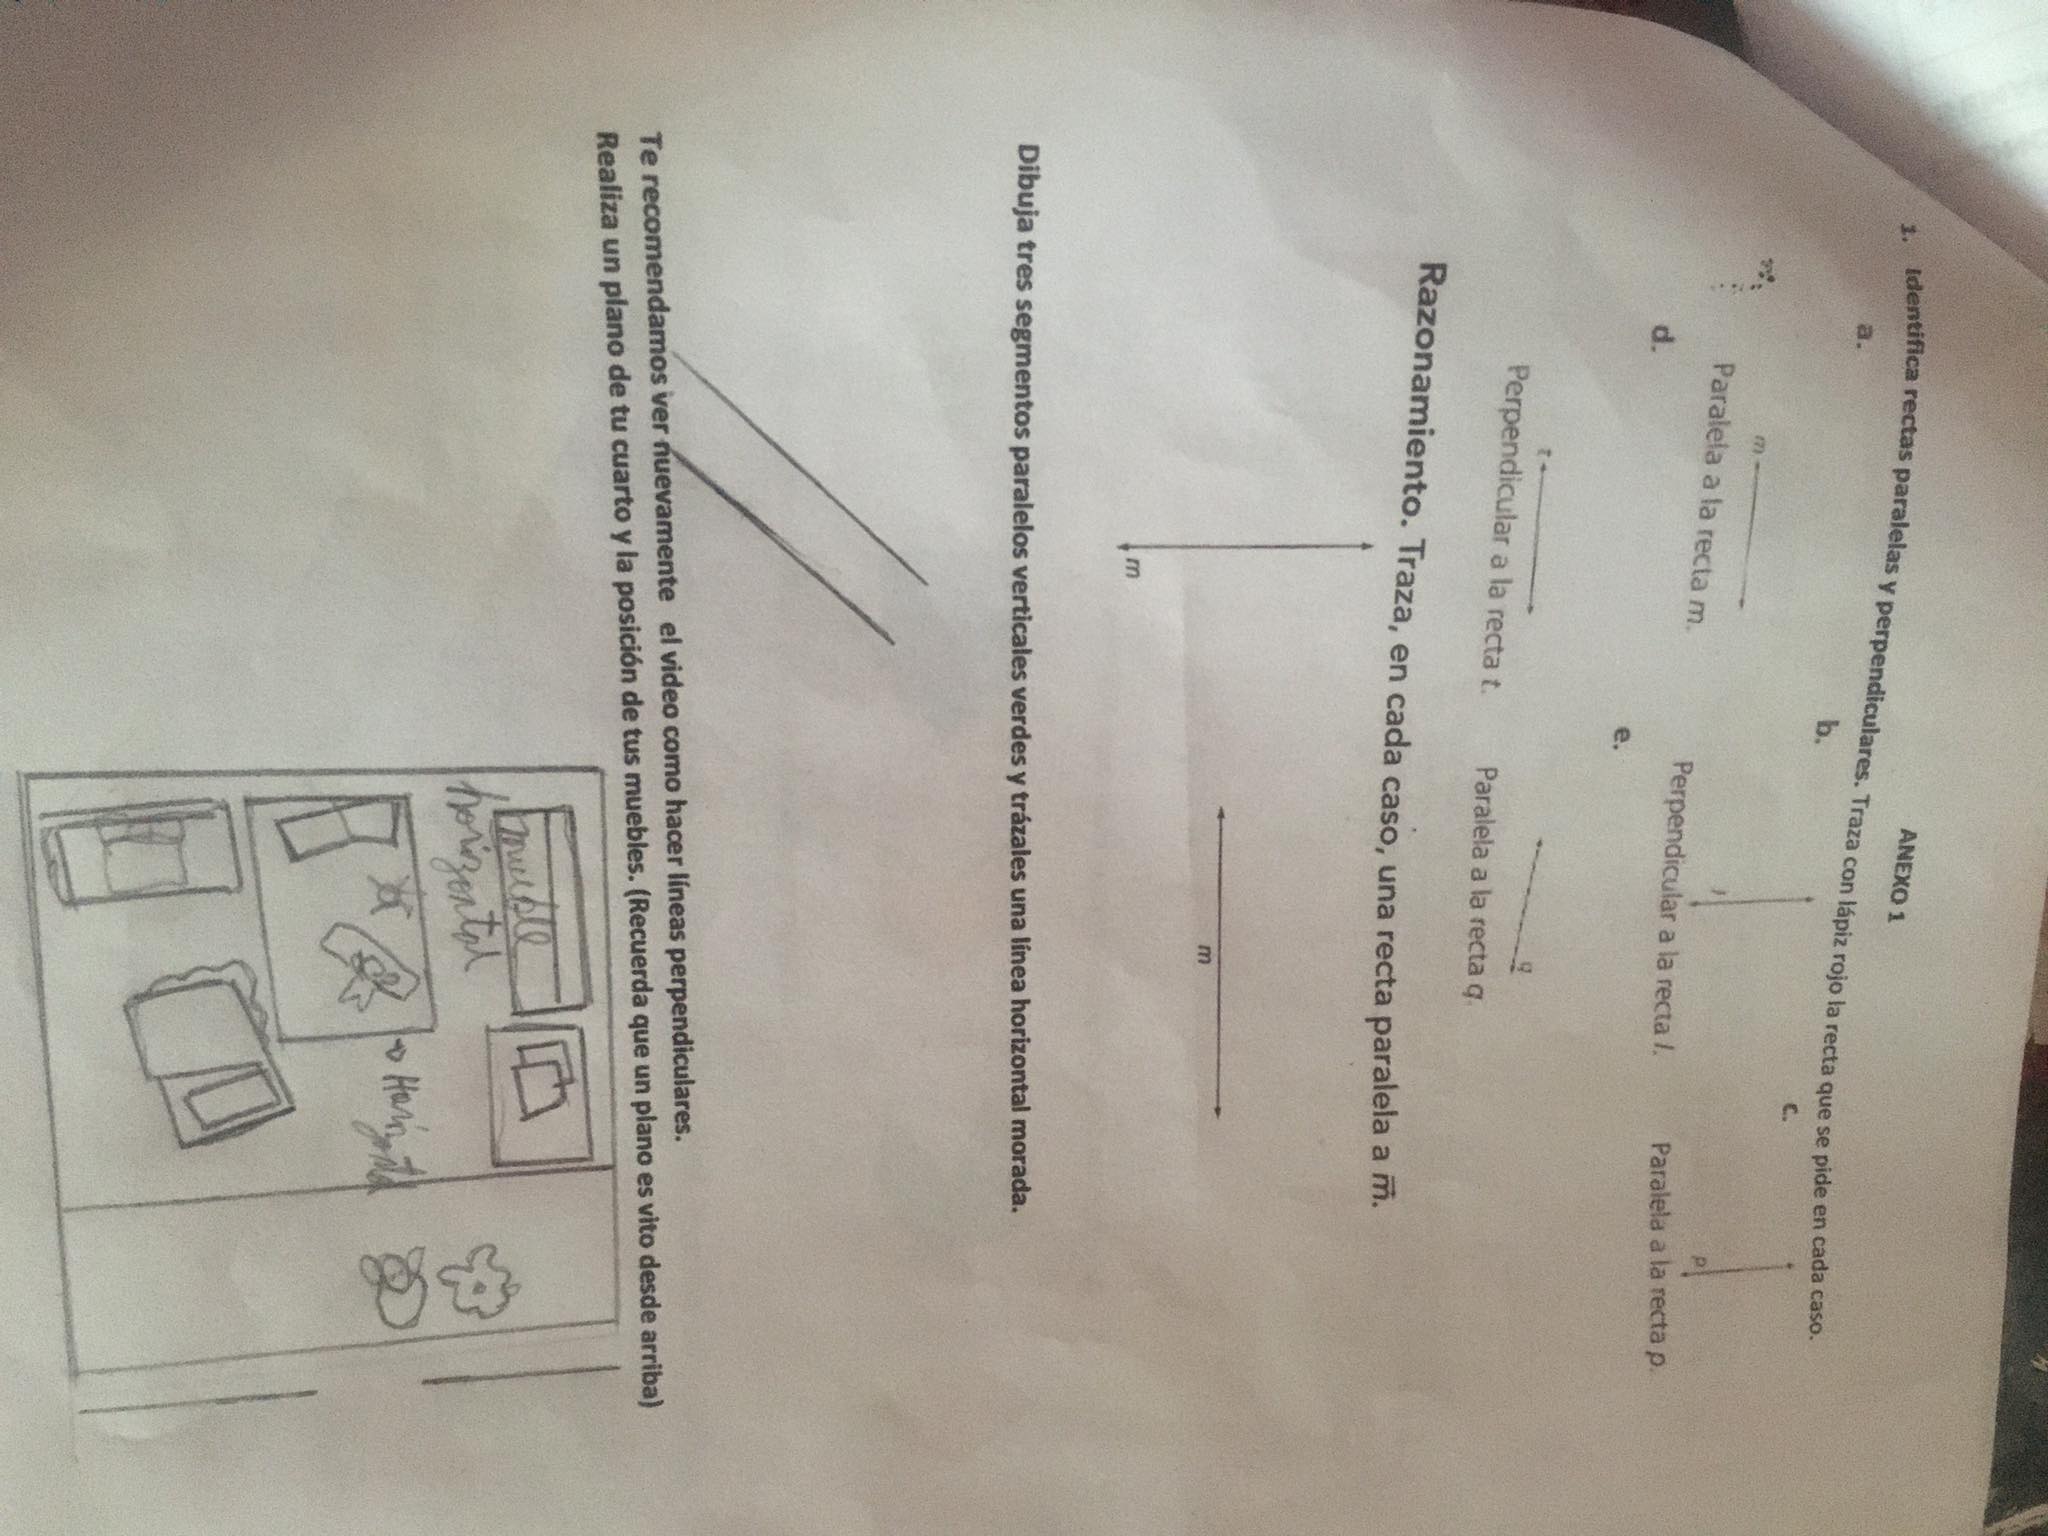 ANEXO 1
1. Identifica rectas paralelas y perpendiculares. Traza con lápiz rojo la recta que se pide en cada caso.
a. b. c.
m l p
Paralela a la recta m. Perpendicular a la recta l. Paralela a la recta p.
d. e.
t q
Perpendicular a la recta t. Paralela a la recta q.
Razonamiento. Traza, en cada caso, una recta paralela a m.
m
m
Dibuja tres segmentos paralelos verticales verdes y trázales una línea horizontal morada.
Te recomendamos ver nuevamente el video como hacer líneas perpendiculares.
Realiza un plano de tu cuarto y la posición de tus muebles. (Recuerda que un plano es vito desde arriba)
mueble
horizontal